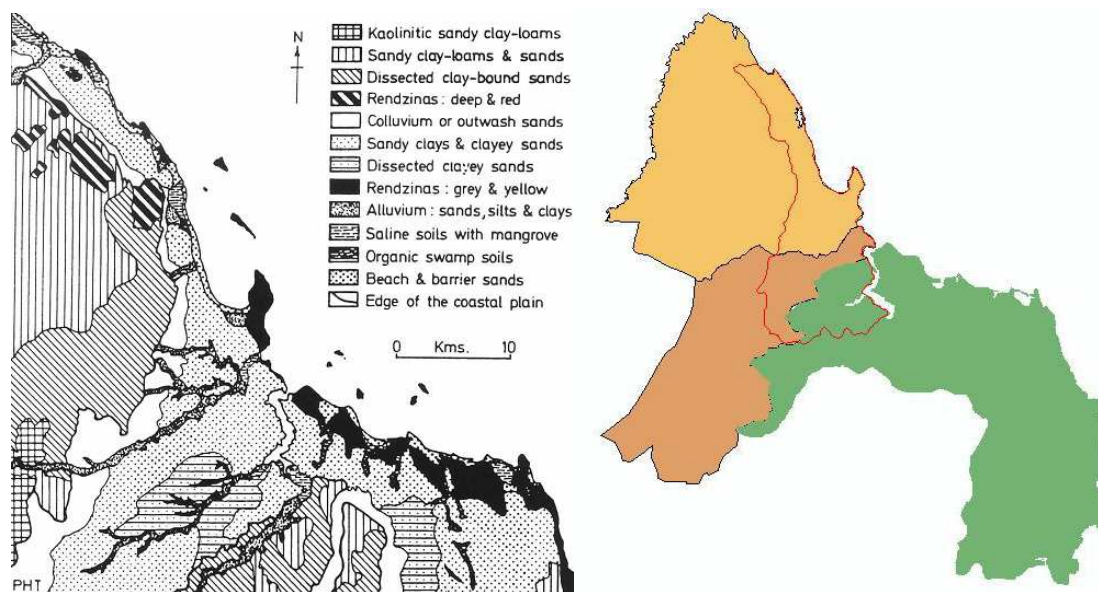 N
Kaolinitic sandy clay-loams
Sandy clay-loams & sands
Dissected clay-bound sands
Rendzinas : deep & red
Colluvium or outwash sands
Sandy clays & clayey sands
Dissected clayey sands
Rendzinas : grey & yellow
Alluvium : sands, silts & clays
Saline soils with mangrove
Organic swamp soils
Beach & barrier sands
Edge of the coastal plain
0 Kms. 10
PHT